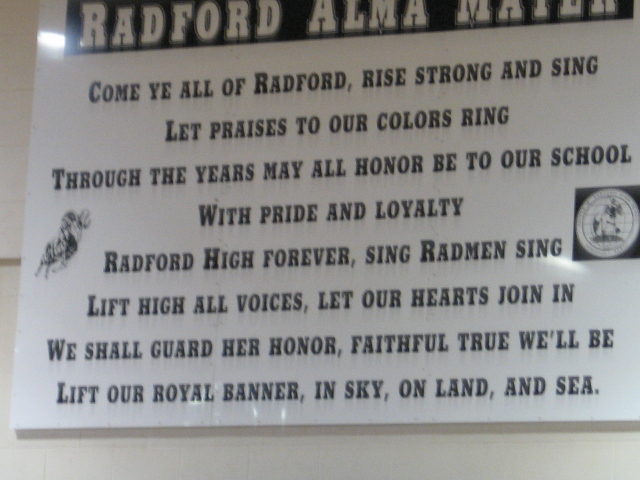 RADFORD ALMA MATER
COME YE ALL OF RADFORD, RISE STRONG AND SING
LET PRAISES TO OUR COLORS RING
THROUGH THE YEARS MAY ALL HONOR BE TO OUR SCHOOL
WITH PRIDE AND LOYALTY
RADFORD HIGH FOREVER, SING RADMEN SING
LIFT HIGH ALL VOICES, LET OUR HEARTS JOIN IN
WE SHALL GUARD HER HONOR, FAITHFUL TRUE WE'LL BE
LIFT OUR ROYAL BANNER, IN SKY, ON LAND, AND SEA.